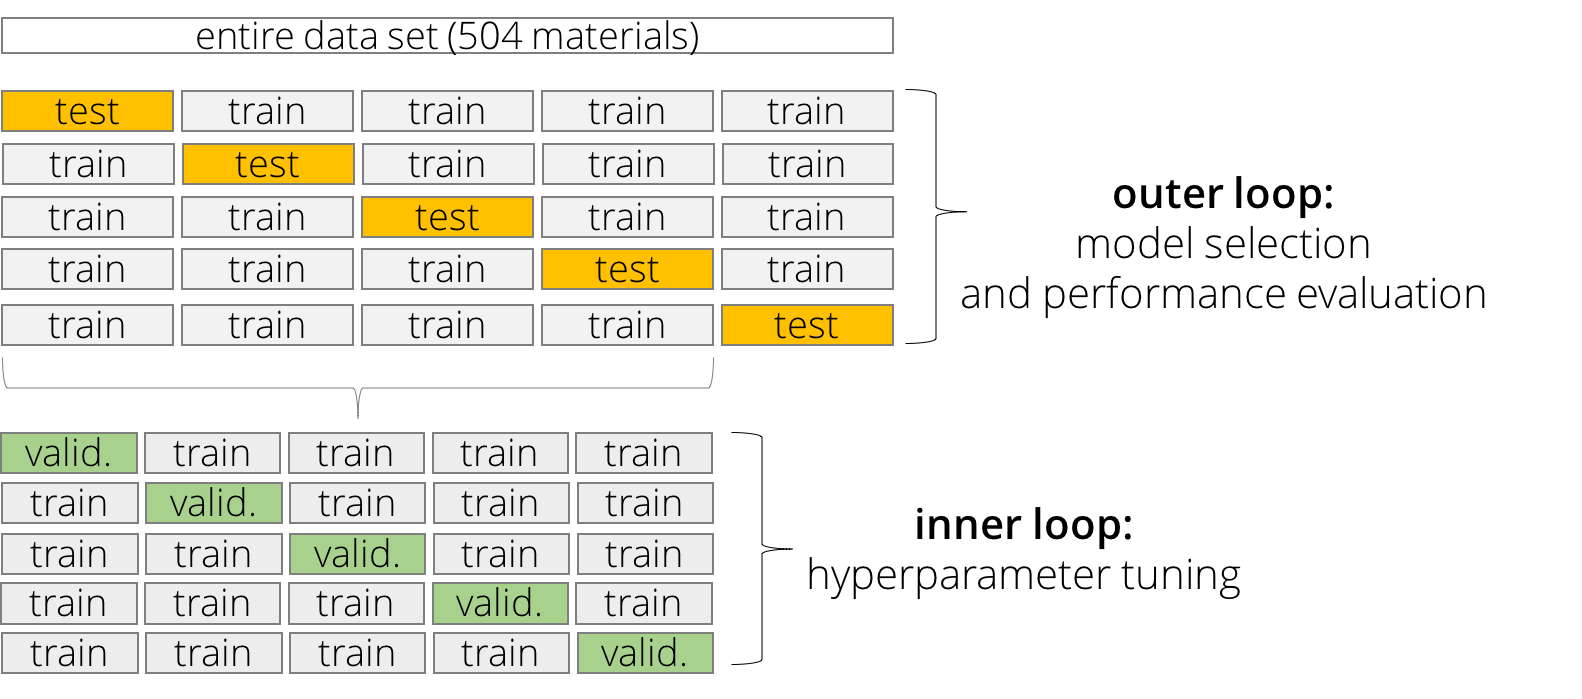 entire data set (504 materials)
test train train train train
train test train train train
train train test train train
train train train test train
train train train train test
outer loop:
model selection
and performance evaluation
valid. train train train train
train valid. train train train
train train valid. train train
train train train valid. train
train train train train valid.
inner loop:
hyperparameter tuning